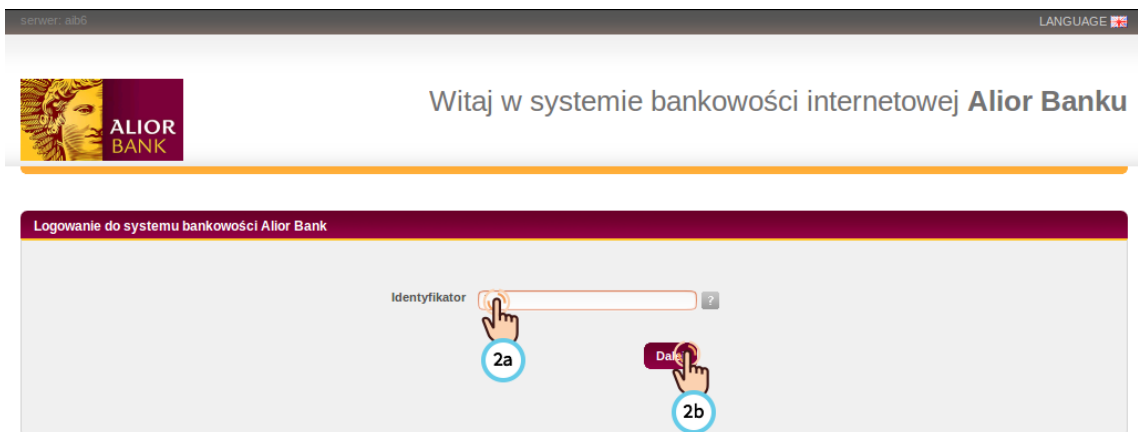 serwer: aib6
LANGUAGE
ALIOR
BANK
Witaj w systemie bankowości internetowej Alior Banku
Logowanie do systemu bankowości Alior Bank
Identyfikator
?
2a
2b